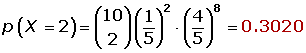 p(X = 2) = (10 2) (1/5)^2 · (4/5)^8 = 0.3020